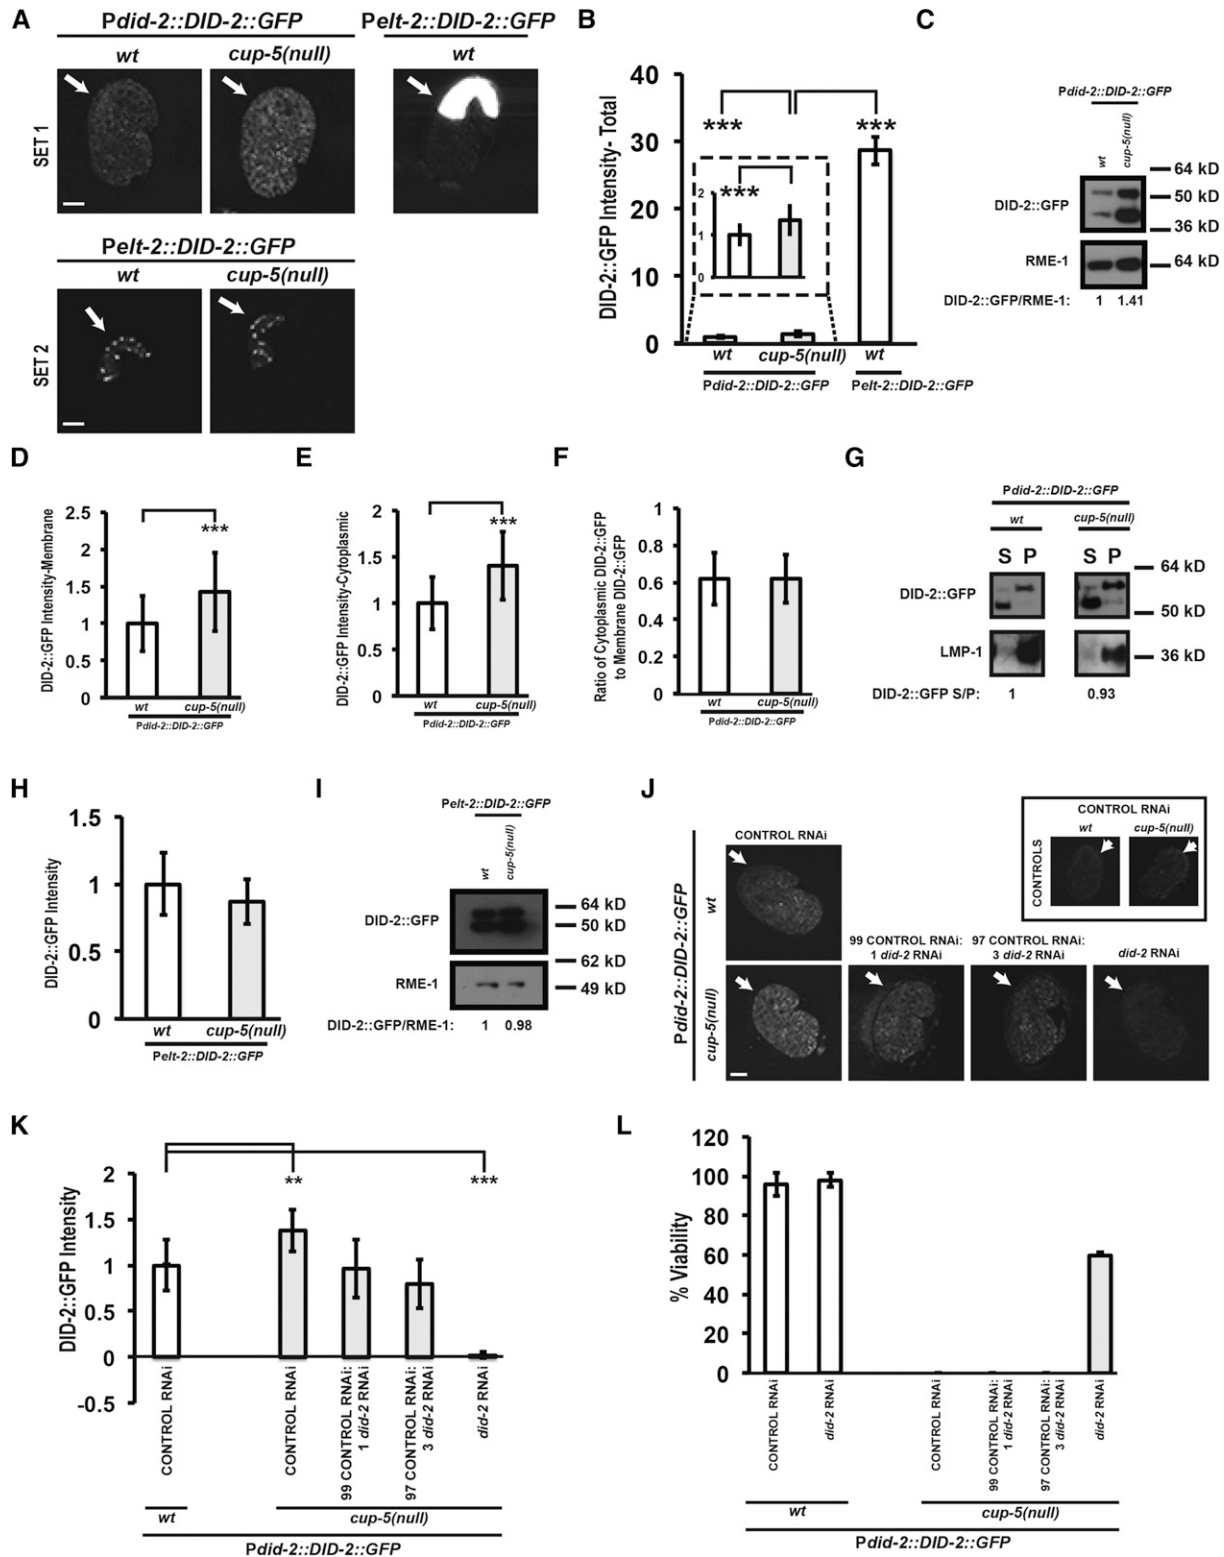 A
Pdid-2::DID-2::GFP
Pelt-2::DID-2::GFP
wt
cup-5(null)
wt
SET 1
Pelt-2::DID-2::GFP
wt
cup-5(null)
SET 2
B
DID-2::GFP Intensity- Total
40
30
20
10
0
***
***
2
1
0
***
wt
cup-5(null)
wt
Pdid-2::DID-2::GFP
Pelt-2::DID-2::GFP
C
Pdid-2::DID-2::GFP
wt
cup-5(null)
DID-2::GFP
64 kD
50 kD
36 kD
RME-1
64 kD
DID-2::GFP/RME-1: 1 1.41
D
DID-2::GFP Intensity-Membrane
2.5
2
1.5
1
0.5
0
***
wt
cup-5(null)
Pdid-2::DID-2::GFP
E
DID-2::GFP Intensity-Cytoplasmic
2
1.5
1
0.5
0
***
wt
cup-5(null)
Pdid-2::DID-2::GFP
F
Ratio of Cytoplasmic DID-2::GFP
to Membrane DID-2::GFP
1
0.8
0.6
0.4
0.2
0
wt
cup-5(null)
Pdid-2::DID-2::GFP
G
Pdid-2::DID-2::GFP
wt
cup-5(null)
S P
S P
DID-2::GFP
64 kD
50 kD
LMP-1
36 kD
DID-2::GFP S/P: 1 0.93
H
DID-2::GFP Intensity
1.5
1
0.5
0
wt
cup-5(null)
Pelt-2::DID-2::GFP
I
Pelt-2::DID-2::GFP
wt
cup-5(null)
DID-2::GFP
64 kD
50 kD
RME-1
62 kD
49 kD
DID-2::GFP/RME-1: 1 0.98
J
Pdid-2::DID-2::GFP
CONTROL RNAi
wt
CONTROL RNAi
wt
cup-5(null)
CONTROLS
cup-5(null)
99 CONTROL RNAi:
1 did-2 RNAi
97 CONTROL RNAi:
3 did-2 RNAi
did-2 RNAi
K
DID-2::GFP Intensity
2
1.5
1
0.5
0
-0.5
**
***
CONTROL RNAi
CONTROL RNAi
99 CONTROL RNAi:
1 did-2 RNAi
97 CONTROL RNAi:
3 did-2 RNAi
did-2 RNAi
wt
cup-5(null)
Pdid-2::DID-2::GFP
L
% Viability
120
100
80
60
40
20
0
CONTROL RNAi
did-2 RNAi
CONTROL RNAi
99 CONTROL RNAi:
1 did-2 RNAi
97 CONTROL RNAi:
3 did-2 RNAi
did-2 RNAi
wt
cup-5(null)
Pdid-2::DID-2::GFP